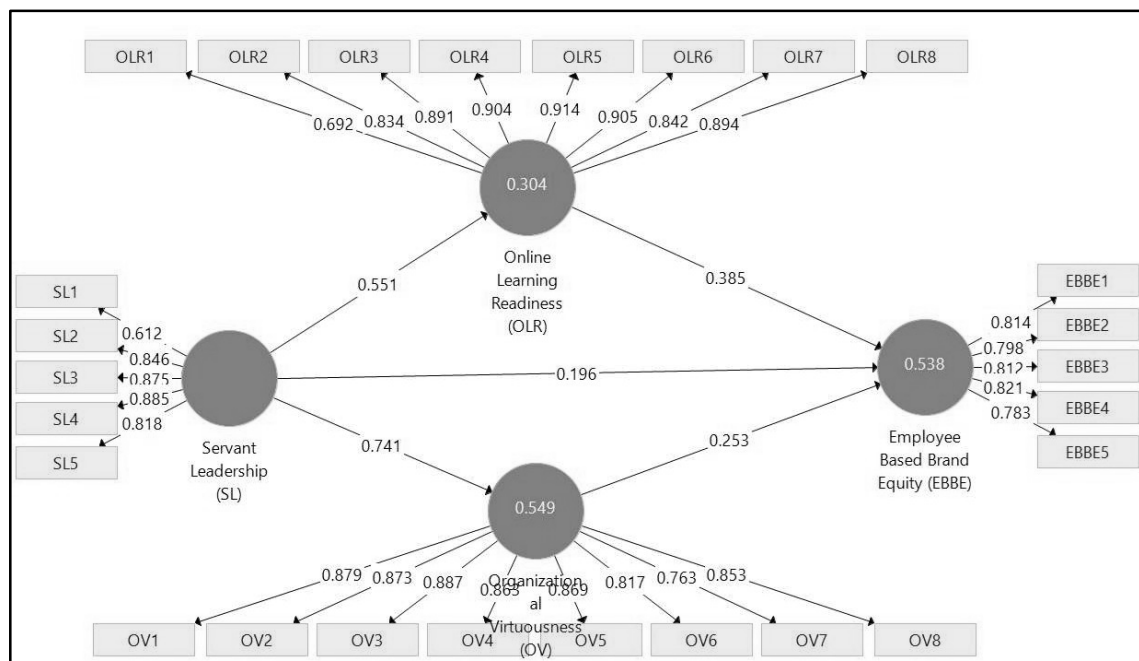 OLR1 OLR2 OLR3 OLR4 OLR5 OLR6 OLR7 OLR8
0.692 0.834 0.891 0.904 0.914 0.905 0.842 0.894
0.304
Online
Learning
Readiness
(OLR)
0.551
0.385
SL1
SL2
SL3
SL4
SL5
0.612
0.846
0.875
0.885
0.818
Servant
Leadership
(SL)
0.196
0.741
0.253
0.538
Employee
Based Brand
Equity (EBBE)
0.814
0.798
0.812
0.821
0.783
EBBE1
EBBE2
EBBE3
EBBE4
EBBE5
0.549
Organization
al
Virtuousness
(OV)
0.879 0.873 0.887 0.863 0.869 0.817 0.763 0.853
OV1 OV2 OV3 OV4 OV5 OV6 OV7 OV8